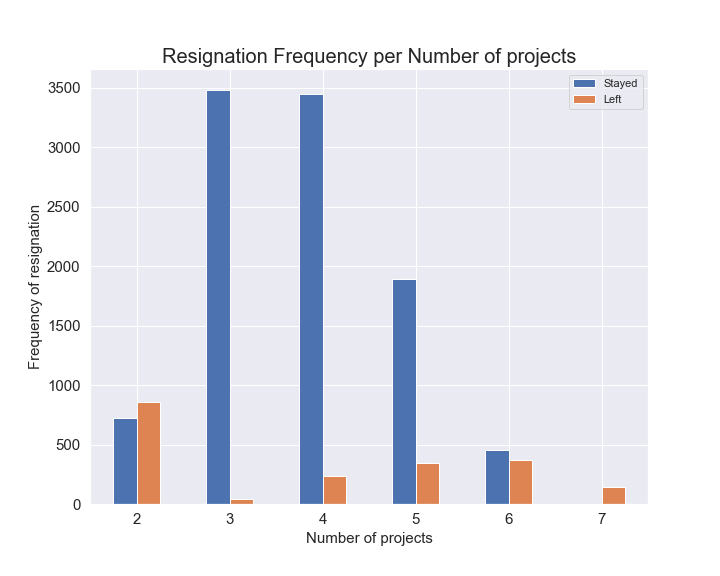 Resignation Frequency per Number of projects
Stayed
Left
3500
3000
2500
2000
1500
1000
500
0
Frequency of resignation
2 3 4 5 6 7
Number of projects